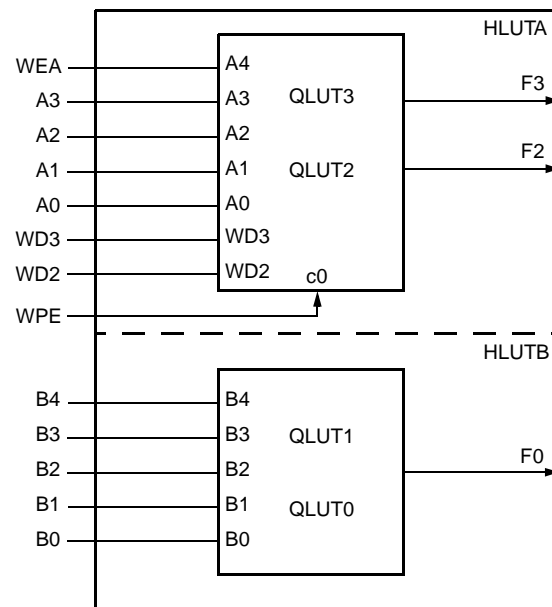 HLUTA
WEA A4
A3 A3 QLUT3 F3
A2 A2
A1 A1 QLUT2 F2
A0 A0
WD3 WD3
WD2 WD2 c0
WPE
HLUTB
B4 B4
B3 B3 QLUT1
B2 B2 F0
B1 B1 QLUT0
B0 B0